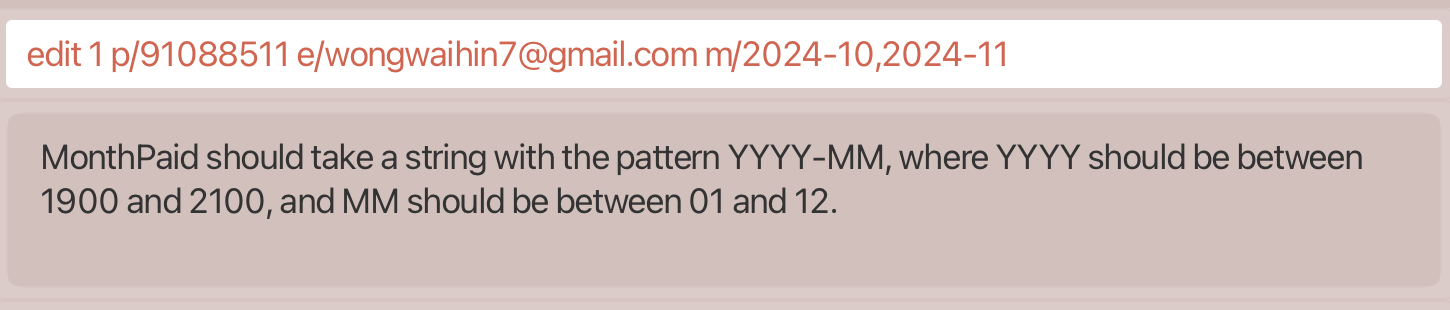 edit 1 p/91088511 e/wongwaihin7@gmail.com m/2024-10,2024-11
MonthPaid should take a string with the pattern YYYY-MM, where YYYY should be between
1900 and 2100, and MM should be between 01 and 12.